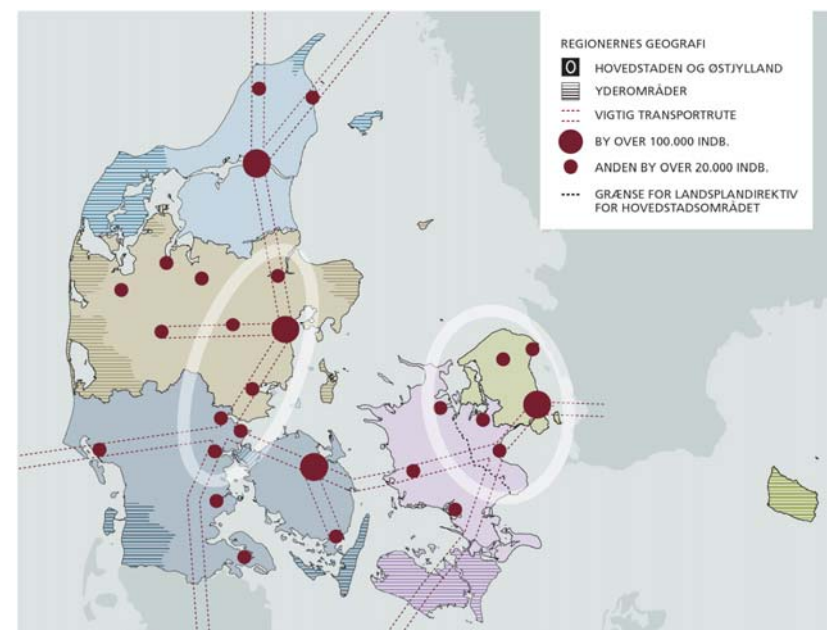 REGIONERNES GEOGRAFI
HOVEDSTADEN OG ØSTJYLLAND
YDEROMRÅDER
VIGTIG TRANSPORTRUTE
BY OVER 100.000 INDB.
ANDEN BY OVER 20.000 INDB.
GRÆNSE FOR LANDSPLANDIREKTIV
FOR HOVEDSTADSOMRÅDET